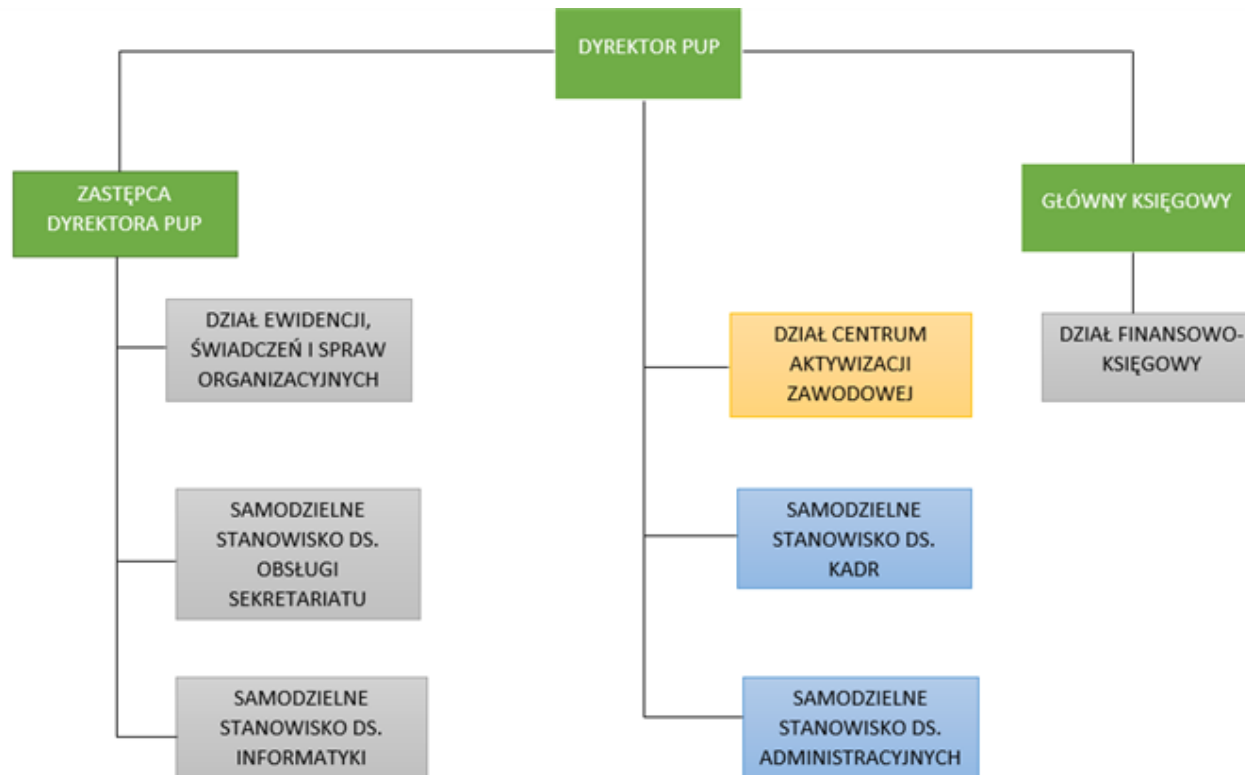 DYREKTOR PUP
ZASTĘPCA
DYREKTORA PUP
GŁÓWNY KSIĘGOWY
DZIAŁ EWIDENCJI,
ŚWIADCZEŃ I SPRAW
ORGANIZACYJNYCH
DZIAŁ CENTRUM
AKTYWIZACJI
ZAWODOWEJ
DZIAŁ FINANSOWO-
KSIĘGOWY
SAMODZIELNE
STANOWISKO DS.
OBSŁUGI
SEKRETARIATU
SAMODZIELNE
STANOWISKO DS.
KADR
SAMODZIELNE
STANOWISKO DS.
INFORMATYKI
SAMODZIELNE
STANOWISKO DS.
ADMINISTRACYJNYCH